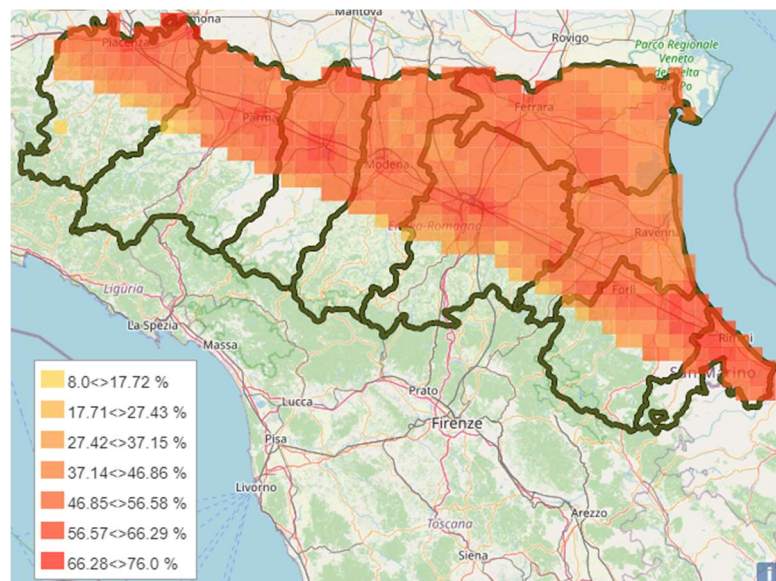 mona
Mantova
Piacenza
Rovigo
Parco Regionale
Veneto
del Delta
del Po
Ferrara
Parma
Modena
Emilia-Romagna
Ravenna
Liguria
Forlì
La Spezia
Rimini
Massa
San Marino
8.0<>17.72 %
17.71<>27.43 %
27.42<>37.15 %
37.14<>46.86 %
46.85<>56.58 %
56.57<>66.29 %
66.28<>76.0 %
Prato
Lucca
Firenze
Pisa
Livorno
Arezzo
Toscana
Siena
i